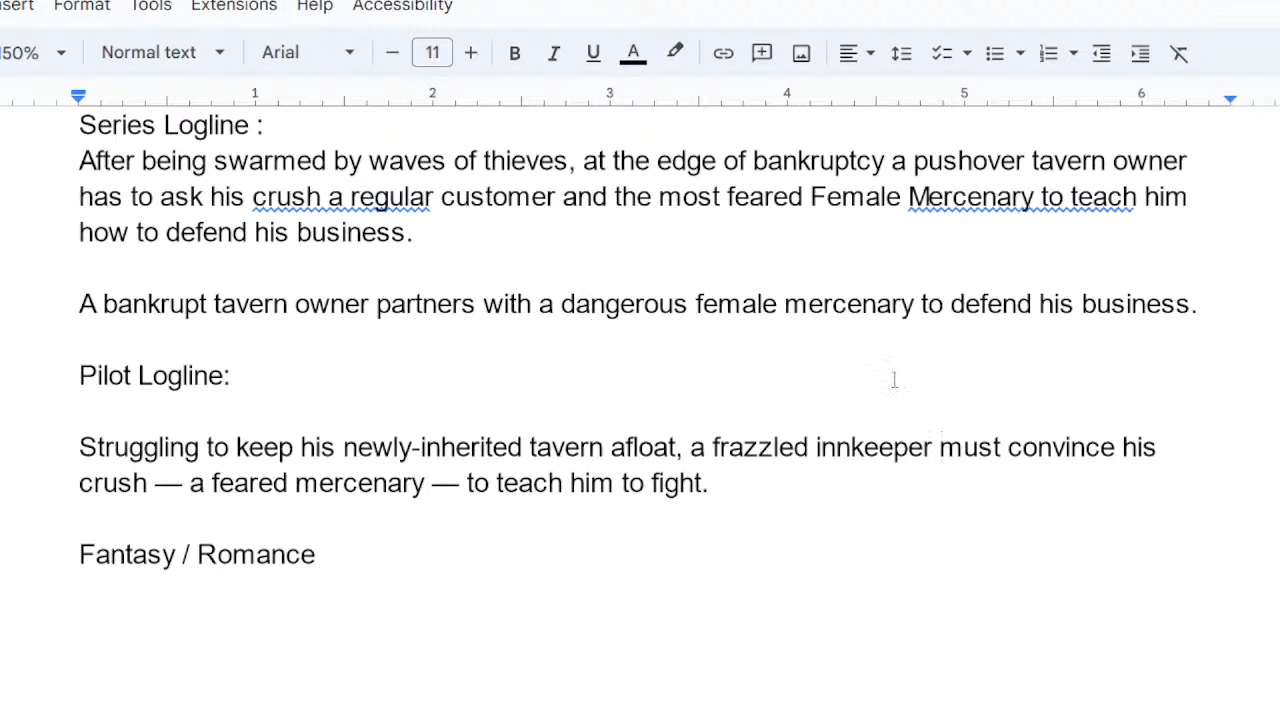 Format Tools Extensions Help Accessibility
Normal text Arial 11 B I U A
1 2 3 4 5 6
Series Logline :
After being swarmed by waves of thieves, at the edge of bankruptcy a pushover tavern owner
has to ask his crush a regular customer and the most feared Female Mercenary to teach him
how to defend his business.
A bankrupt tavern owner partners with a dangerous female mercenary to defend his business.
Pilot Logline:
Struggling to keep his newly-inherited tavern afloat, a frazzled innkeeper must convince his
crush — a feared mercenary — to teach him to fight.
Fantasy / Romance